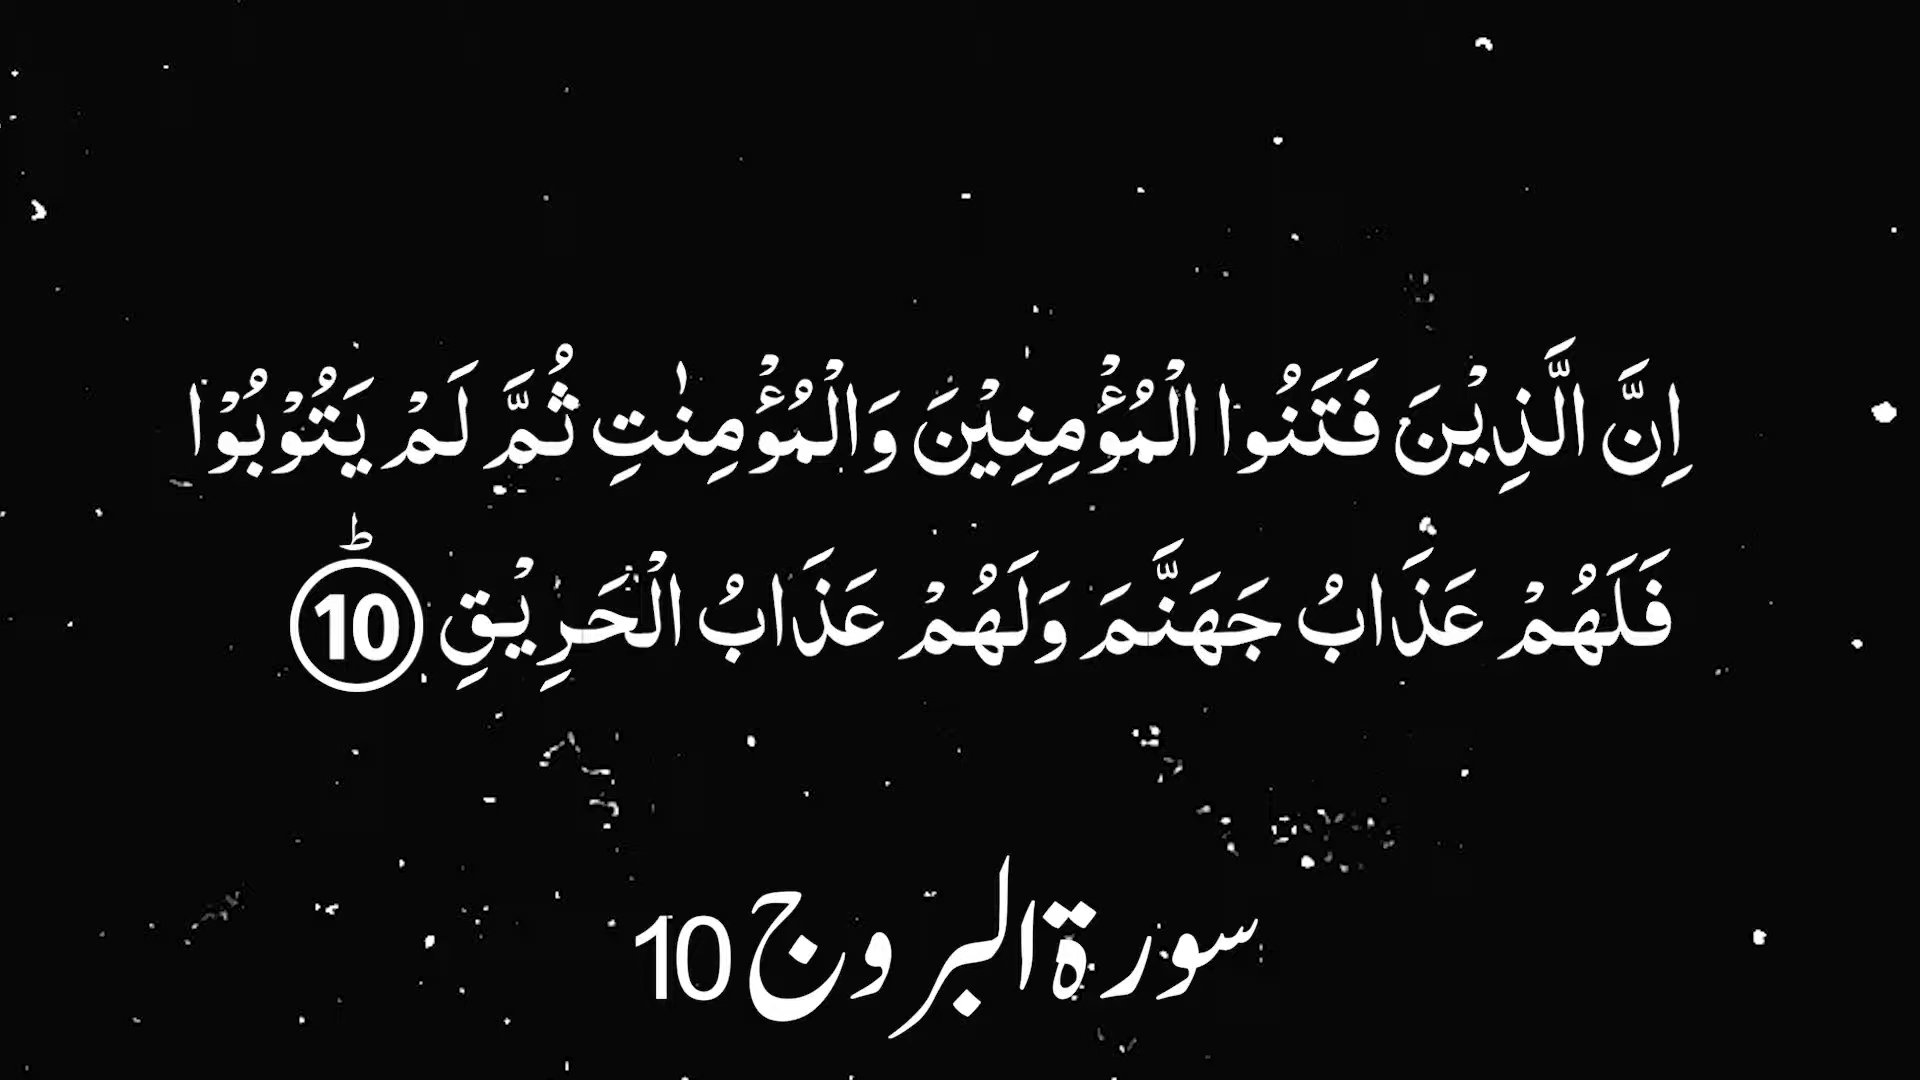 اِنَّ الَّذِيْنَ فَتَنُوا الْمُؤْمِنِيْنَ وَالْمُؤْمِنٰتِ ثُمَّ لَمْ يَتُوْبُوْا
فَلَهُمْ عَذَابُ جَهَنَّمَ وَلَهُمْ عَذَابُ الْحَرِيْقِ ؕ 10
سورة البروج 10